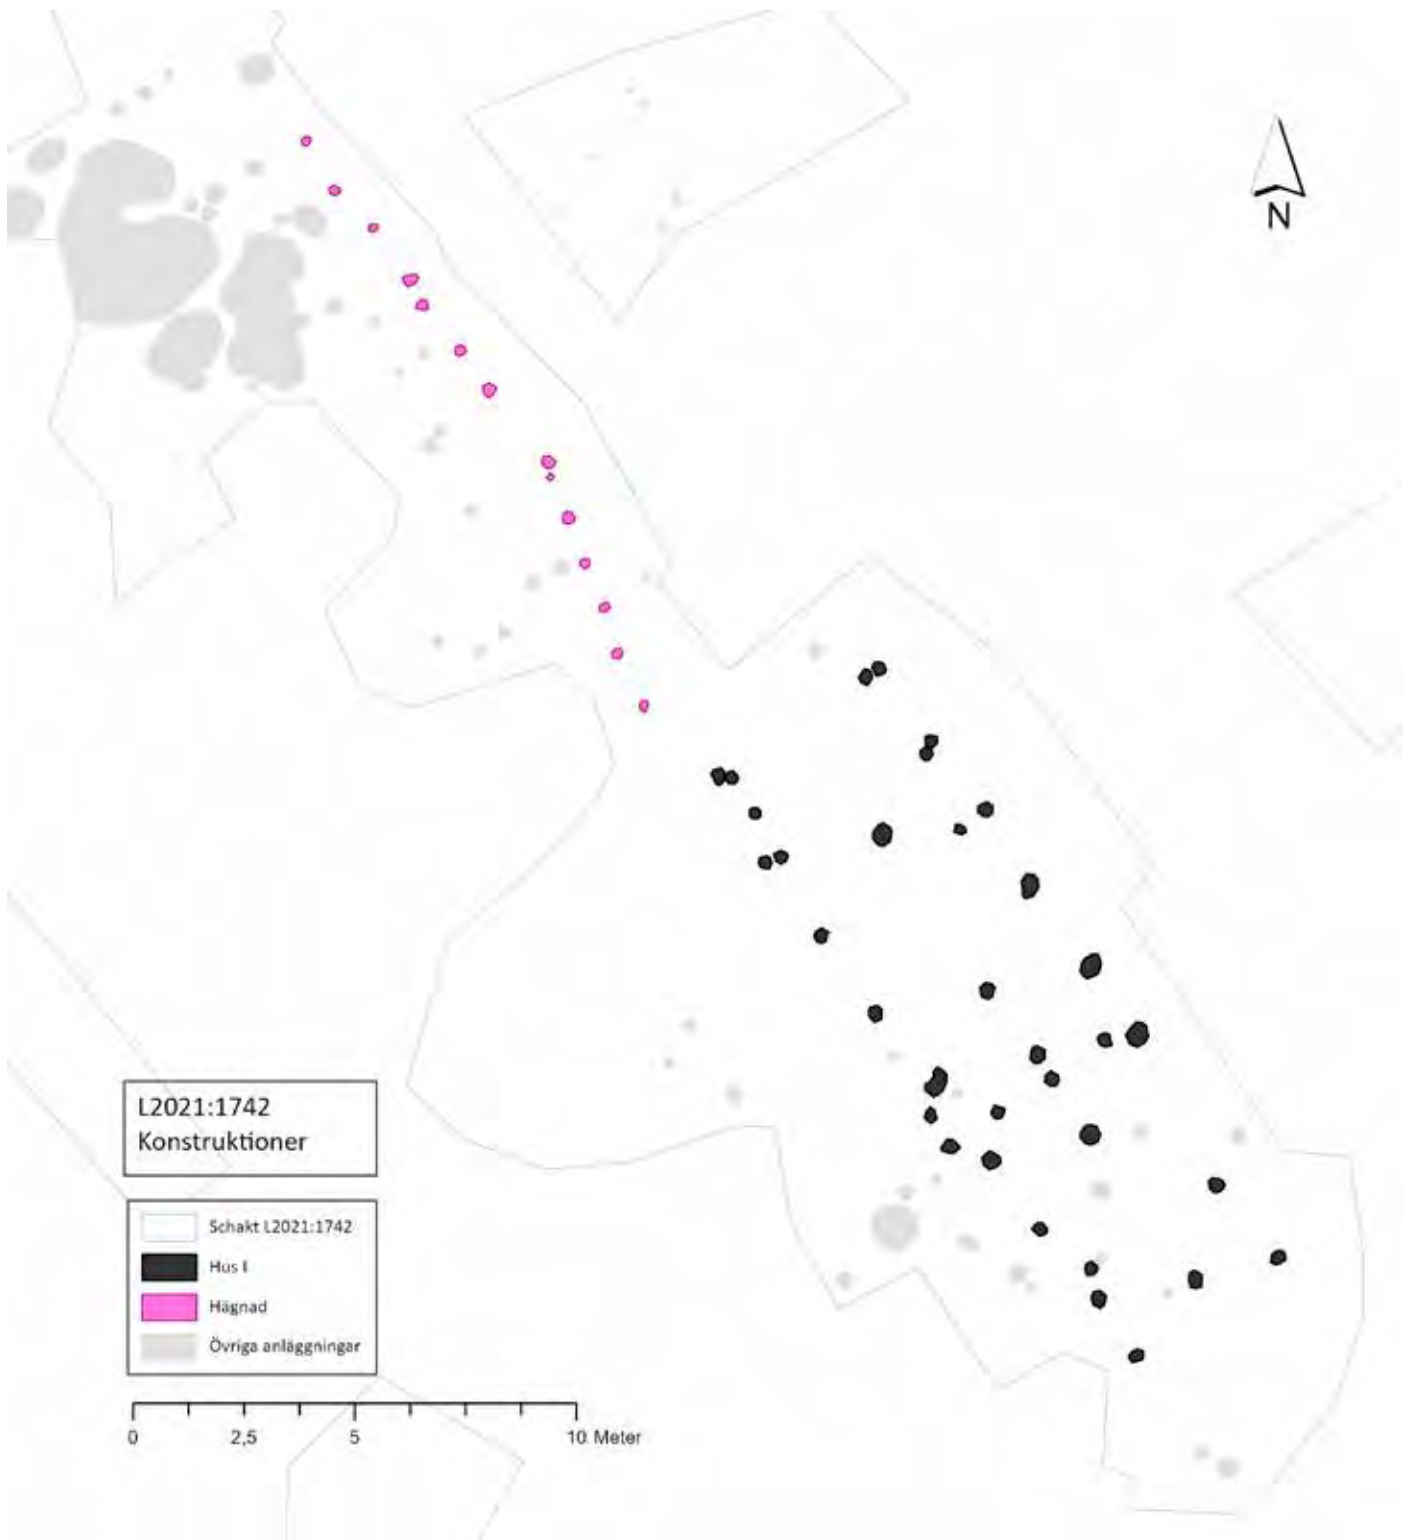 N
L2021:1742
Konstruktioner
Schakt L2021:1742
Hus I
Hägnad
Övriga anläggningar
0 2,5 5 10 Meter